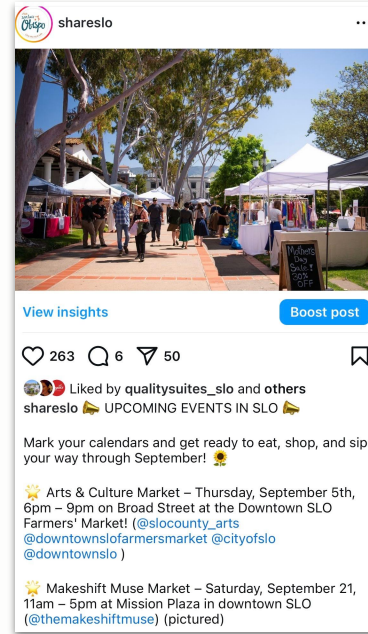 Obispo
shareslo
Mother's
Day
Sale!
30%
OFF
View insights
Boost post
263
6
50
Liked by qualitysuites_slo and others
shareslo 📣 UPCOMING EVENTS IN SLO 📣
Mark your calendars and get ready to eat, shop, and sip
your way through September! 🌻
🌟 Arts & Culture Market – Thursday, September 5th,
6pm – 9pm on Broad Street at the Downtown SLO
Farmers' Market! (@slocounty_arts
@downtownslofarmersmarket @cityofslo
@downtownslo )
🌟 Makeshift Muse Market – Saturday, September 21,
11am – 5pm at Mission Plaza in downtown SLO
(@themakeshiftmuse) (pictured)